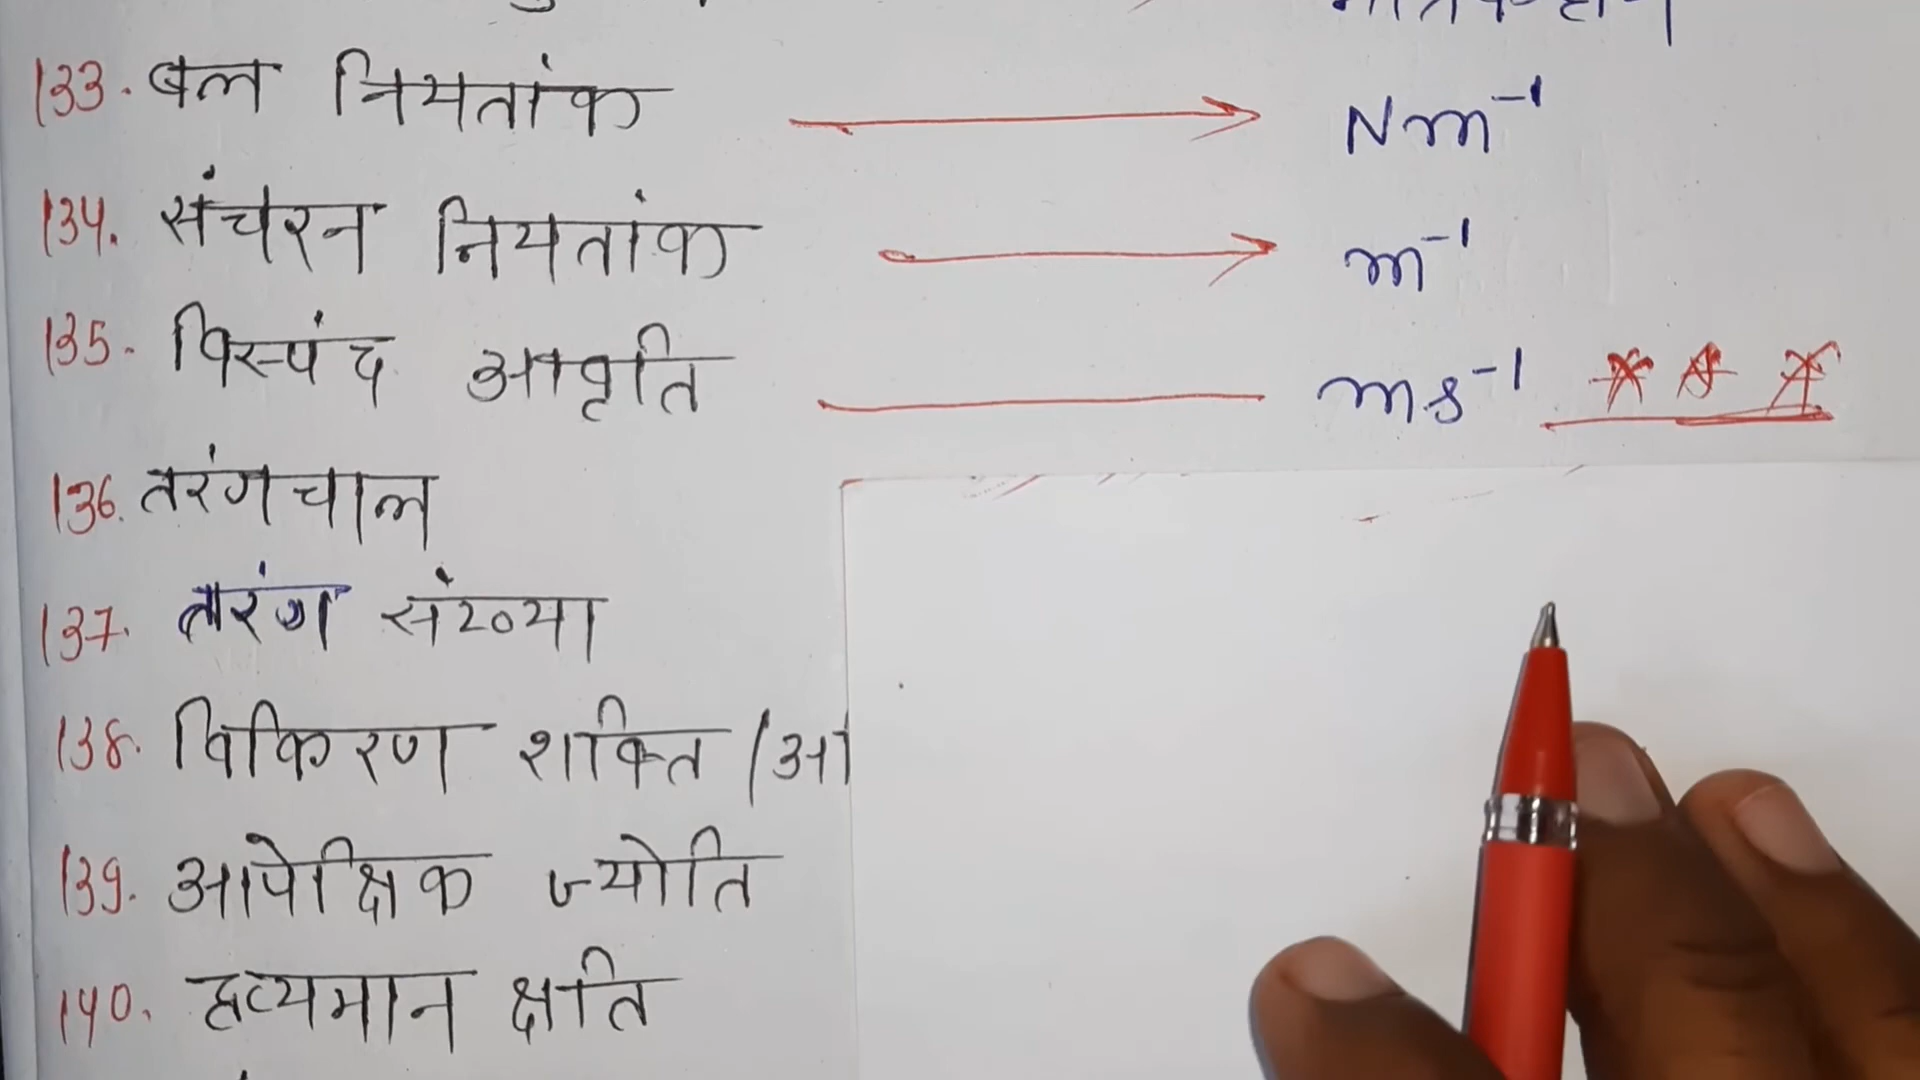 133. बल नियतांक → Nm⁻¹
134. संचरन नियतांक → m⁻¹
135. विस्पंद आवृति — ms⁻¹
136. तरंग चाल
137. तरंग संख्या
138. विकिरण शक्ति (आ
139. आपेक्षिक ज्योति
140. द्रव्यमान क्षति